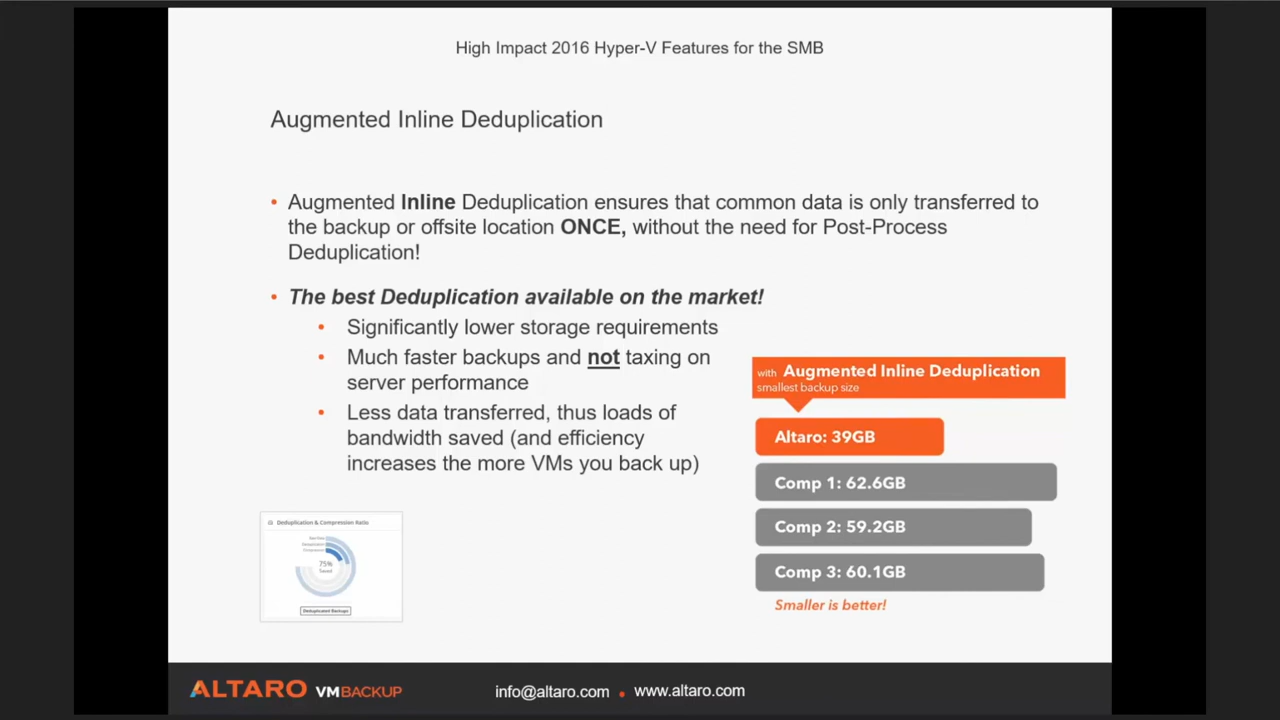 High Impact 2016 Hyper-V Features for the SMB
Augmented Inline Deduplication
• Augmented Inline Deduplication ensures that common data is only transferred to
the backup or offsite location ONCE, without the need for Post-Process
Deduplication!
• The best Deduplication available on the market!
• Significantly lower storage requirements
• Much faster backups and not taxing on
server performance
• Less data transferred, thus loads of
bandwidth saved (and efficiency
increases the more VMs you back up)
with Augmented Inline Deduplication
smallest backup size
Altaro: 39GB
Comp 1: 62.6GB
Comp 2: 59.2GB
Comp 3: 60.1GB
Smaller is better!
Deduplication & Compression Ratio
75%
Saved
Deduplicated Backups
ALTARO VMBACKUP
info@altaro.com • www.altaro.com